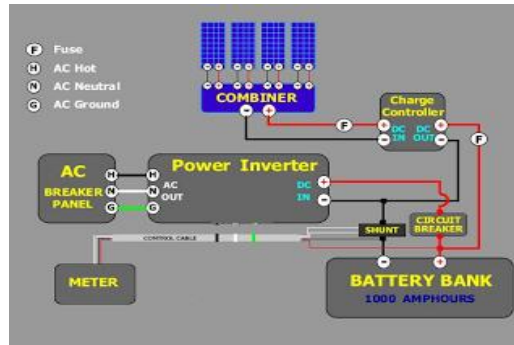 F Fuse
H AC Hot
N AC Neutral
G AC Ground
COMBINER
- +
Charge
Controller
+ DC DC +
- IN OUT -
F
F
AC
BREAKER
PANEL
H H
N N
G G
Power Inverter
AC
OUT
DC +
IN -
CONTROL CABLE
SHUNT
CIRCUIT
BREAKER
METER
- +
BATTERY BANK
1000 AMPHOURS